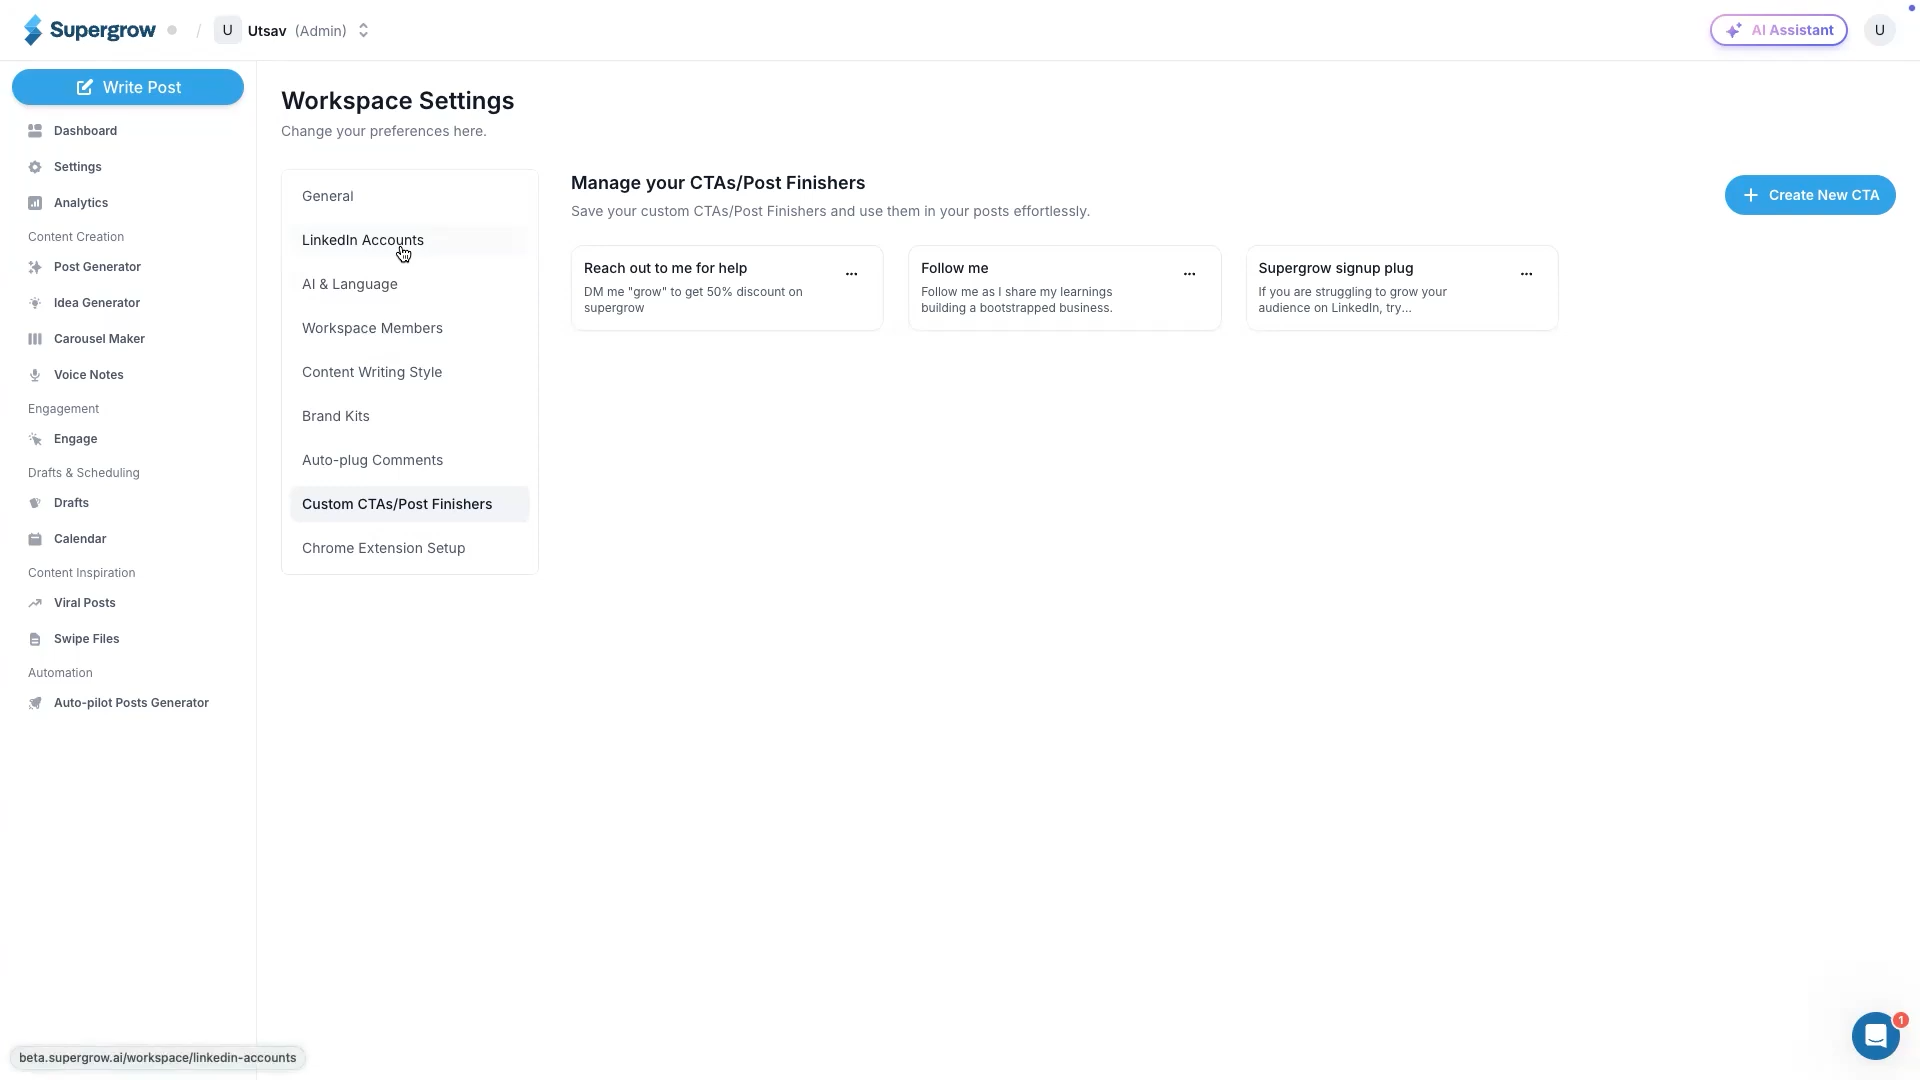 Supergrow / U Utsav (Admin)
AI Assistant U
Write Post
Dashboard
Settings
Analytics
Content Creation
Post Generator
Idea Generator
Carousel Maker
Voice Notes
Engagement
Engage
Drafts & Scheduling
Drafts
Calendar
Content Inspiration
Viral Posts
Swipe Files
Automation
Auto-pilot Posts Generator
Workspace Settings
Change your preferences here.
General
LinkedIn Accounts
AI & Language
Workspace Members
Content Writing Style
Brand Kits
Auto-plug Comments
Custom CTAs/Post Finishers
Chrome Extension Setup
Manage your CTAs/Post Finishers
Save your custom CTAs/Post Finishers and use them in your posts effortlessly.
Create New CTA
Reach out to me for help
DM me "grow" to get 50% discount on
supergrow
Follow me
Follow me as I share my learnings
building a bootstrapped business.
Supergrow signup plug
If you are struggling to grow your
audience on LinkedIn, try...
1
beta.supergrow.ai/workspace/linkedin-accounts